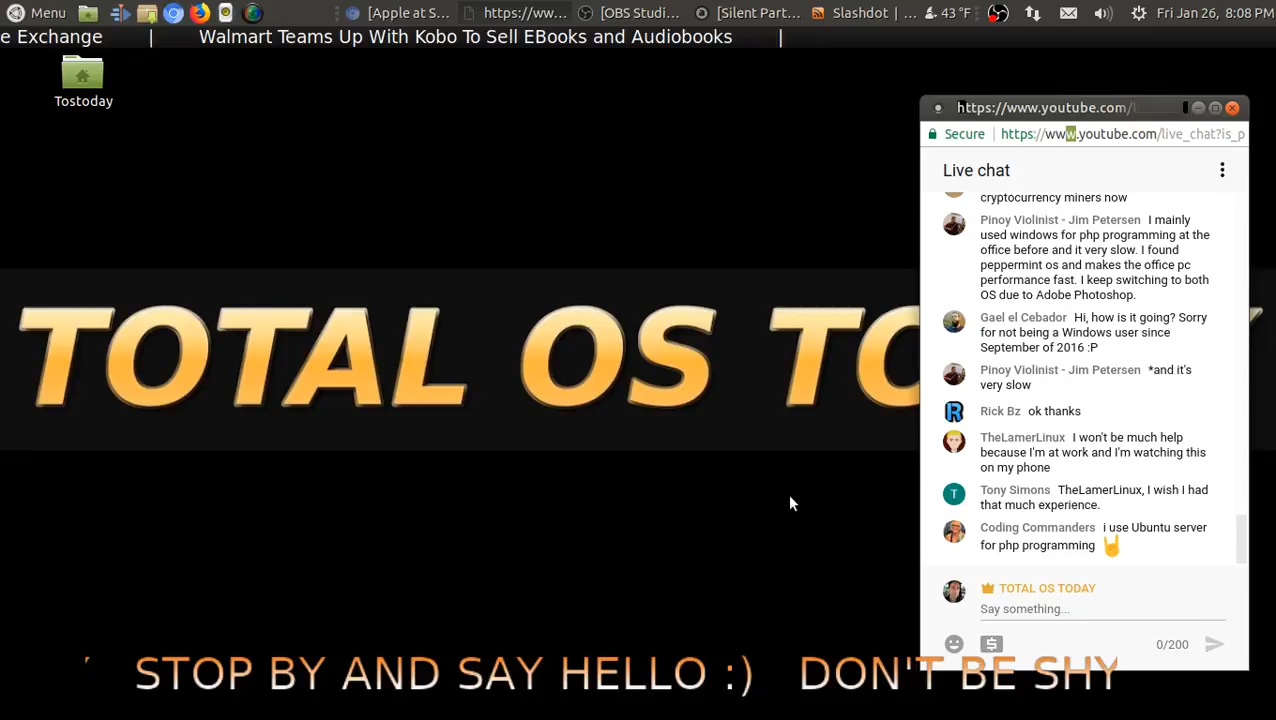 Menu [Apple at S... https://ww... [OBS Studi... [Silent Part... Slashdot | ... 43 °F Fri Jan 26, 8:08 PM
e Exchange | Walmart Teams Up With Kobo To Sell EBooks and Audiobooks |
Tostoday
TOTAL OS TO
https://www.youtube.com/l
Secure | https://www.youtube.com/live_chat?is_p
Live chat
cryptocurrency miners now
Pinoy Violinist - Jim Petersen I mainly
used windows for php programming at the
office before and it very slow. I found
peppermint os and makes the office pc
performance fast. I keep switching to both
OS due to Adobe Photoshop.
Gael el Cebador Hi, how is it going? Sorry
for not being a Windows user since
September of 2016 :P
Pinoy Violinist - Jim Petersen *and it's
very slow
Rick Bz ok thanks
TheLamerLinux I won't be much help
because I'm at work and I'm watching this
on my phone
T Tony Simons TheLamerLinux, I wish I had
that much experience.
Coding Commanders i use Ubuntu server
for php programming 🤘
TOTAL OS TODAY
Say something...
0/200
STOP BY AND SAY HELLO :) DON'T BE SHY